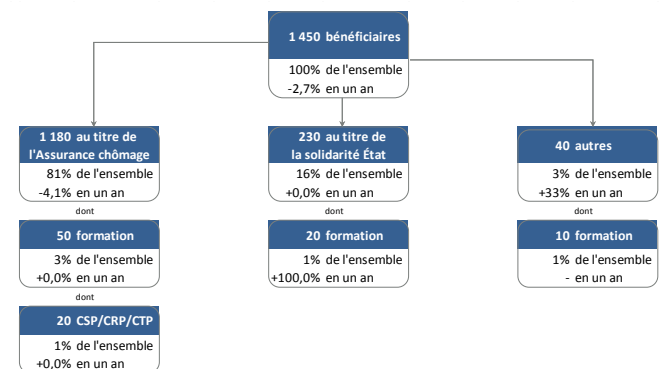 1 450 bénéficiaires
100% de l'ensemble
-2,7% en un an
1 180 au titre de
l'Assurance chômage
81% de l'ensemble
-4,1% en un an
dont
50 formation
3% de l'ensemble
+0,0% en un an
dont
20 CSP/CRP/CTP
1% de l'ensemble
+0,0% en un an
230 au titre de
la solidarité État
16% de l'ensemble
+0,0% en un an
dont
20 formation
1% de l'ensemble
+100,0% en un an
40 autres
3% de l'ensemble
+33% en un an
dont
10 formation
1% de l'ensemble
- en un an